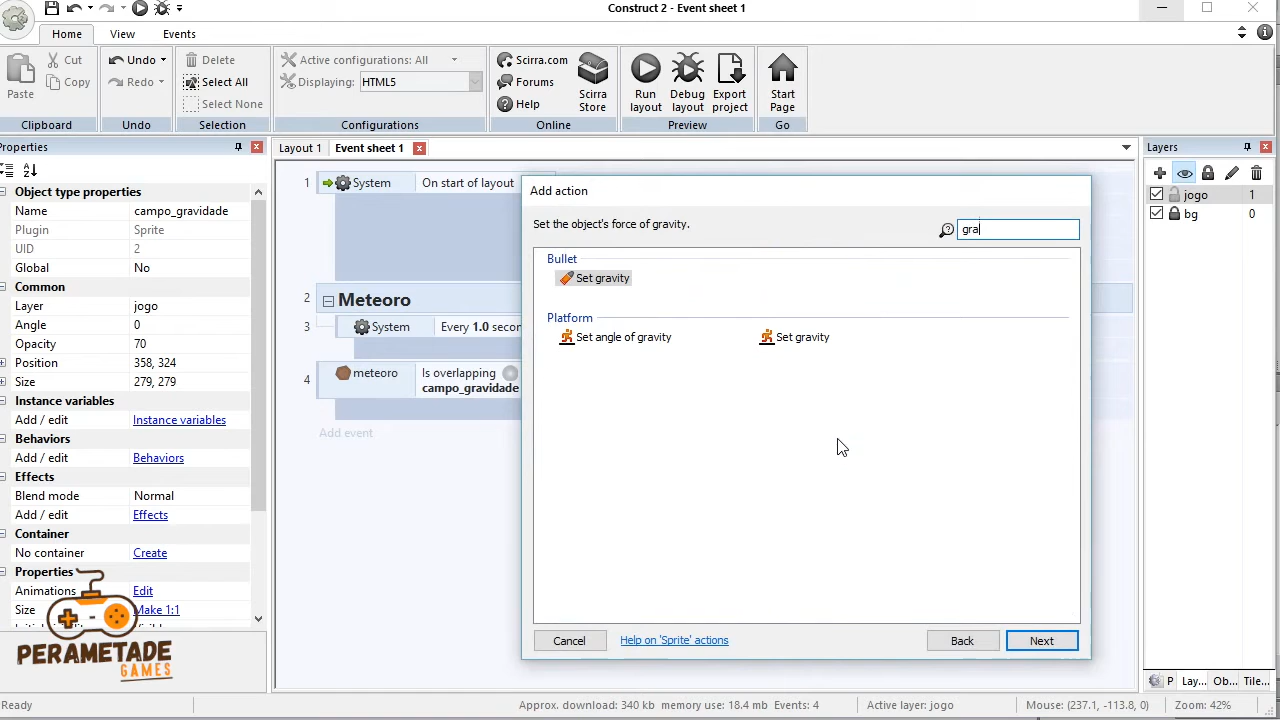 Construct 2 - Event sheet 1
Home
View
Events
Paste
Cut
Copy
Clipboard
Undo
Redo
Undo
Delete
Select All
Select None
Selection
Active configurations: All
Displaying:
HTML5
Configurations
Scirra.com
Forums
Help
Scirra Store
Online
Run layout
Debug layout
Export project
Preview
Start Page
Go
Properties
Object type properties
Name campo_gravidade
Plugin Sprite
UID 2
Global No
Common
Layer jogo
Angle 0
Opacity 70
Position 358, 324
Size 279, 279
Instance variables
Add / edit Instance variables
Behaviors
Add / edit Behaviors
Effects
Blend mode Normal
Add / edit Effects
Container
No container Create
Properties
Animations Edit
Size Make 1:1
PERAMETADE
GAMES
Layout 1
Event sheet 1
1 System On start of layout
2 Meteoro
3 System Every 1.0 secon
4 meteoro Is overlapping
campo_gravidade
Add event
Add action
Set the object's force of gravity.
gra
Bullet
Set gravity
Platform
Set angle of gravity
Set gravity
Cancel
Help on 'Sprite' actions
Back
Next
Layers
jogo 1
bg 0
P
Lay...
Ob...
Tile...
Ready
Approx. download: 340 kb
memory use: 18.4 mb
Events: 4
Active layer: jogo
Mouse: (237.1, -113.8, 0)
Zoom: 42%